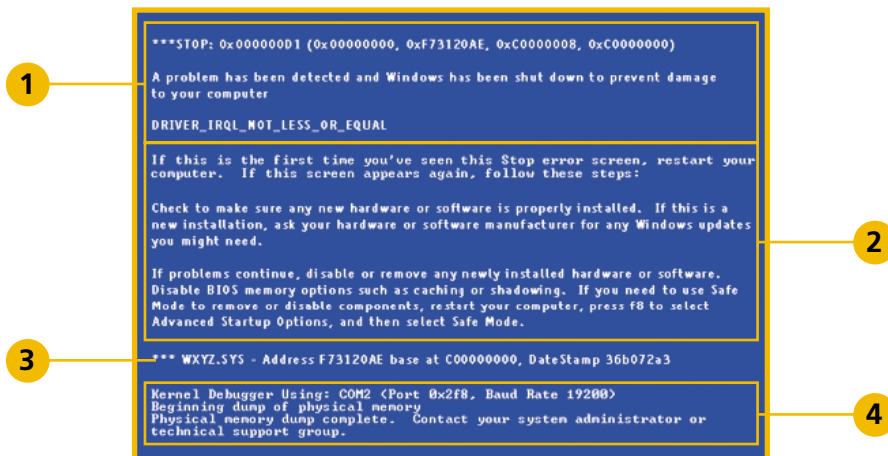 ***STOP: 0x000000D1 (0x00000000, 0xF73120AE, 0xC0000008, 0xC0000000)
1
A problem has been detected and Windows has been shut down to prevent damage
to your computer
DRIVER_IRQL_NOT_LESS_OR_EQUAL
If this is the first time you've seen this Stop error screen, restart your
computer. If this screen appears again, follow these steps:
Check to make sure any new hardware or software is properly installed. If this is a
new installation, ask your hardware or software manufacturer for any Windows updates
you might need.
2
If problems continue, disable or remove any newly installed hardware or software.
Disable BIOS memory options such as caching or shadowing. If you need to use Safe
Mode to remove or disable components, restart your computer, press f8 to select
Advanced Startup Options, and then select Safe Mode.
3
*** WXYZ.SYS - Address F73120AE base at C00000000, DateStamp 36b072a3
Kernel Debugger Using: COM2 (Port 0x2f8, Baud Rate 19200)
Beginning dump of physical memory
Physical memory dump complete. Contact your system administrator or
technical support group.
4